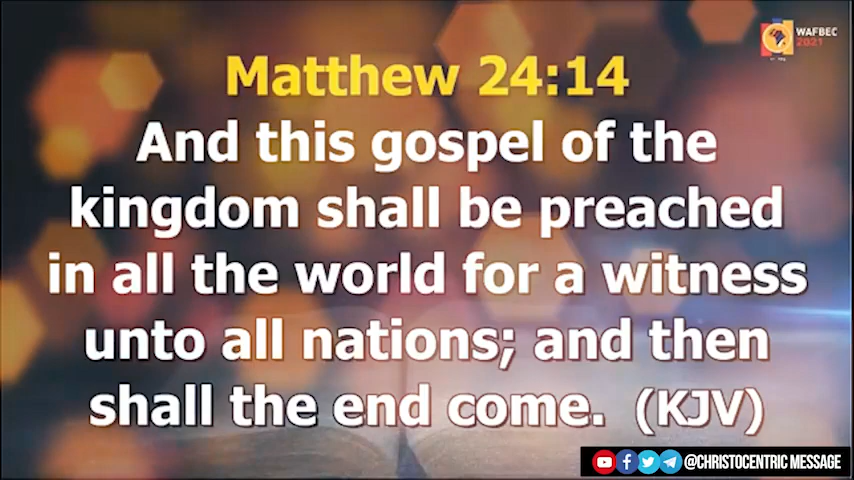 WAFBEC
2021
Matthew 24:14
And this gospel of the
kingdom shall be preached
in all the world for a witness
unto all nations; and then
shall the end come. (KJV)
@CHRISTOCENTRIC MESSAGE